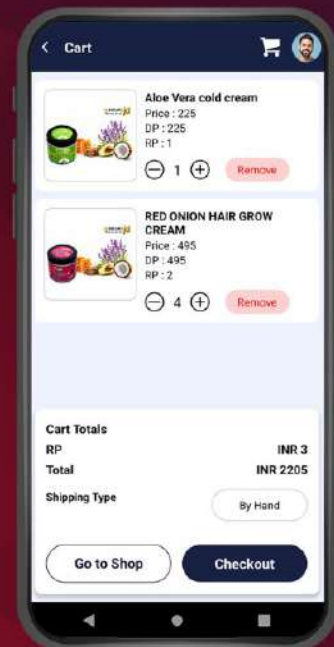 Cart
Aloe Vera cold cream
Price : 225
DP : 225
RP : 1
1
Remove
RED ONION HAIR GROW
CREAM
Price : 495
DP : 495
RP : 2
4
Remove
Cart Totals
RP INR 3
Total INR 2205
Shipping Type By Hand
Go to Shop Checkout